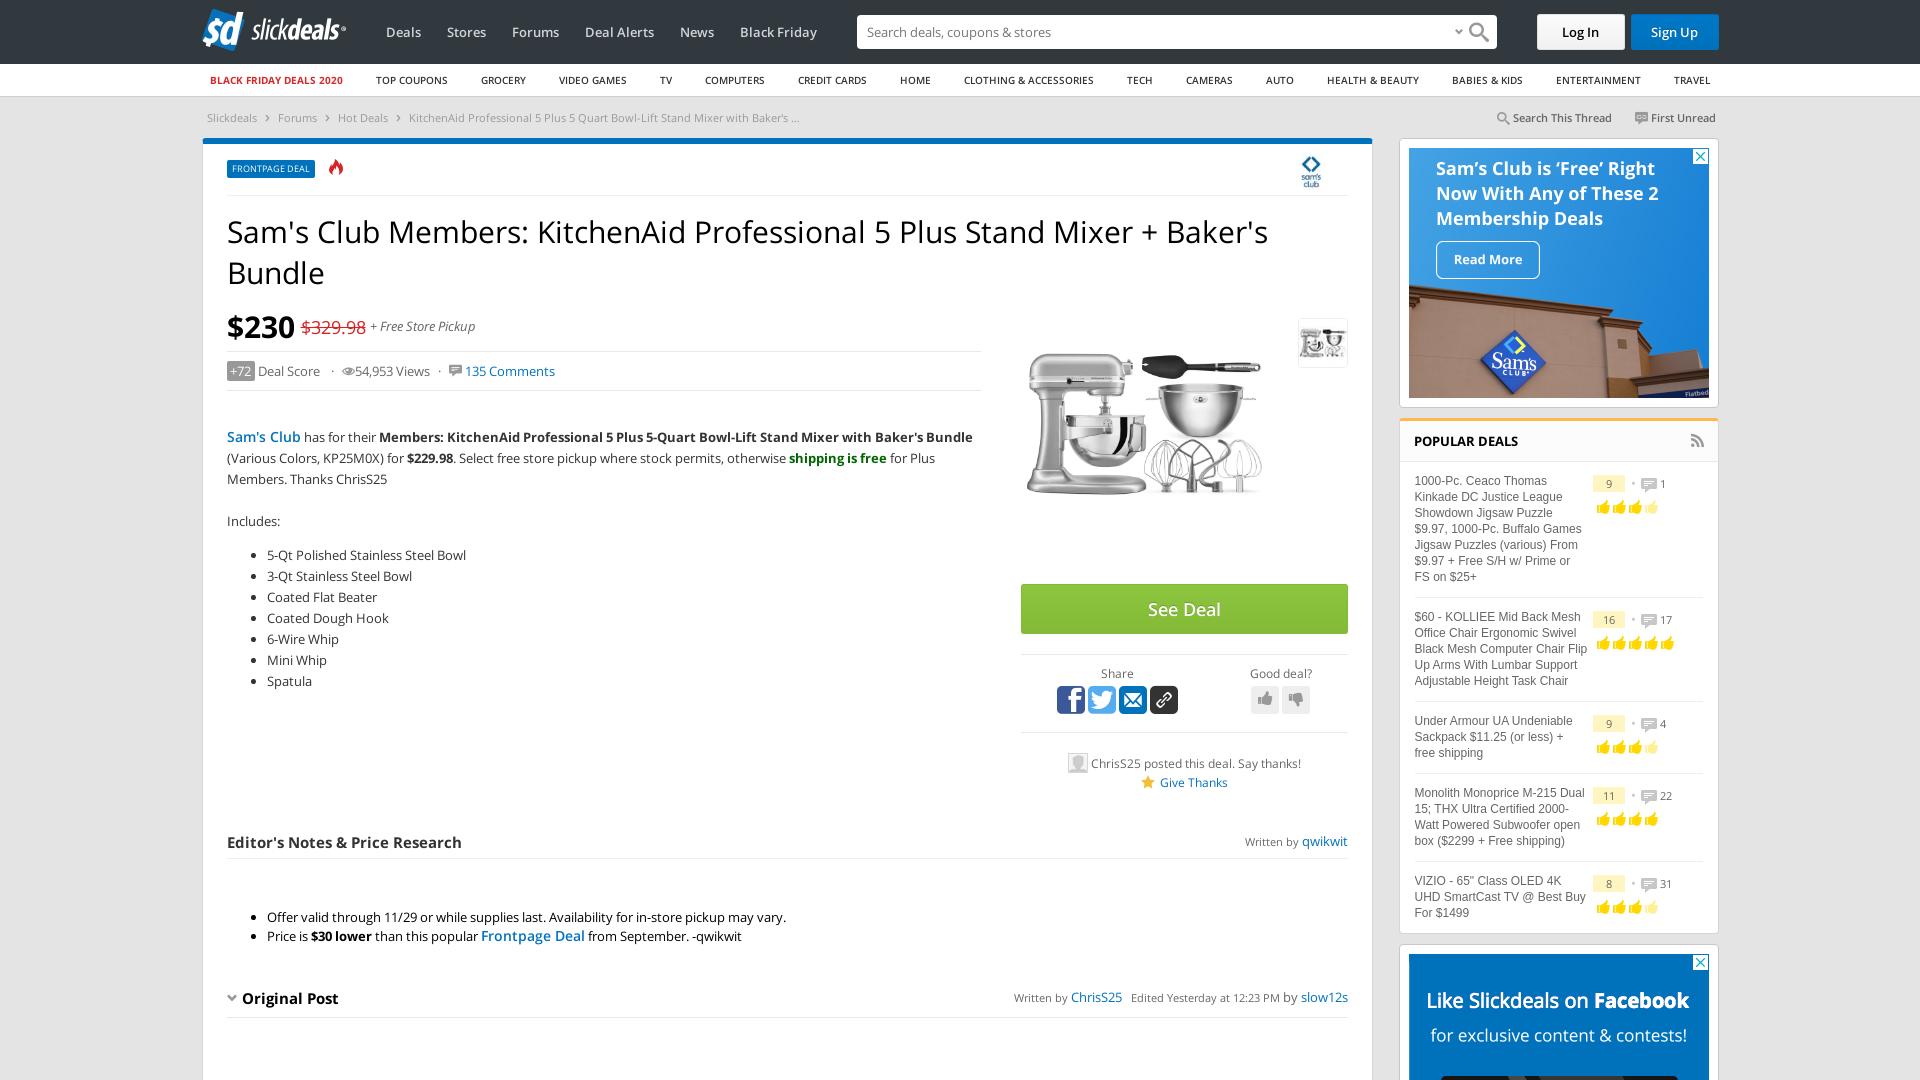 sd slickdeals
Deals
Stores
Forums
Deal Alerts
News
Black Friday
Search deals, coupons & stores
Log In
Sign Up
BLACK FRIDAY DEALS 2020
TOP COUPONS
GROCERY
VIDEO GAMES
TV
COMPUTERS
CREDIT CARDS
HOME
CLOTHING & ACCESSORIES
TECH
CAMERAS
AUTO
HEALTH & BEAUTY
BABIES & KIDS
ENTERTAINMENT
TRAVEL
Slickdeals > Forums > Hot Deals > KitchenAid Professional 5 Plus 5 Quart Bowl-Lift Stand Mixer with Baker's ...
Search This Thread
First Unread
FRONTPAGE DEAL
sam's
club
Sam's Club Members: KitchenAid Professional 5 Plus Stand Mixer + Baker's
Bundle
$230 $329.98 + Free Store Pickup
+72 Deal Score · 54,953 Views · 135 Comments
Sam's Club has for their Members: KitchenAid Professional 5 Plus 5-Quart Bowl-Lift Stand Mixer with Baker's Bundle
(Various Colors, KP25M0X) for $229.98. Select free store pickup where stock permits, otherwise shipping is free for Plus
Members. Thanks ChrisS25
Includes:
• 5-Qt Polished Stainless Steel Bowl
• 3-Qt Stainless Steel Bowl
• Coated Flat Beater
• Coated Dough Hook
• 6-Wire Whip
• Mini Whip
• Spatula
See Deal
Share
Good deal?
ChrisS25 posted this deal. Say thanks!
Give Thanks
Editor's Notes & Price Research
Written by qwikwit
• Offer valid through 11/29 or while supplies last. Availability for in-store pickup may vary.
• Price is $30 lower than this popular Frontpage Deal from September. -qwikwit
Original Post
Written by ChrisS25 Edited Yesterday at 12:23 PM by slow12s
Sam's Club is 'Free' Right
Now With Any of These 2
Membership Deals
Read More
Sam's
CLUB
Flatbed
POPULAR DEALS
1000-Pc. Ceaco Thomas
Kinkade DC Justice League
Showdown Jigsaw Puzzle
$9.97, 1000-Pc. Buffalo Games
Jigsaw Puzzles (various) From
$9.97 + Free S/H w/ Prime or
FS on $25+
9 • 1
$60 - KOLLIEE Mid Back Mesh
Office Chair Ergonomic Swivel
Black Mesh Computer Chair Flip
Up Arms With Lumbar Support
Adjustable Height Task Chair
16 • 17
Under Armour UA Undeniable
Sackpack $11.25 (or less) +
free shipping
9 • 4
Monolith Monoprice M-215 Dual
15; THX Ultra Certified 2000-
Watt Powered Subwoofer open
box ($2299 + Free shipping)
11 • 22
VIZIO - 65" Class OLED 4K
UHD SmartCast TV @ Best Buy
For $1499
8 • 31
Like Slickdeals on Facebook
for exclusive content & contests!